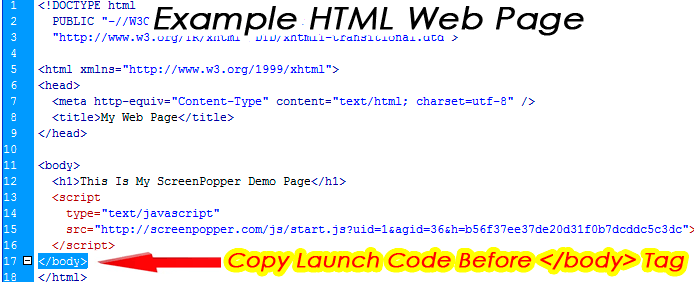 Example HTML Web Page
1 <!DOCTYPE html
2 PUBLIC "-//W3C
3 "http://www.w3.org/TR/xhtml DTD/xhtml1-transitional.dtd">
4
5 <html xmlns="http://www.w3.org/1999/xhtml">
6 <head>
7 <meta http-equiv="Content-Type" content="text/html; charset=utf-8" />
8 <title>My Web Page</title>
9 </head>
10
11 <body>
12 <h1>This Is My ScreenPopper Demo Page</h1>
13 <script
14 type="text/javascript"
15 src="http://screenpopper.com/js/start.js?uid=1&agid=36&h=b56f37ee37de20d31f0b7dcddc5c3dc">
16 </script>
17 </body>
Copy Launch Code Before </body> Tag
18 </html>